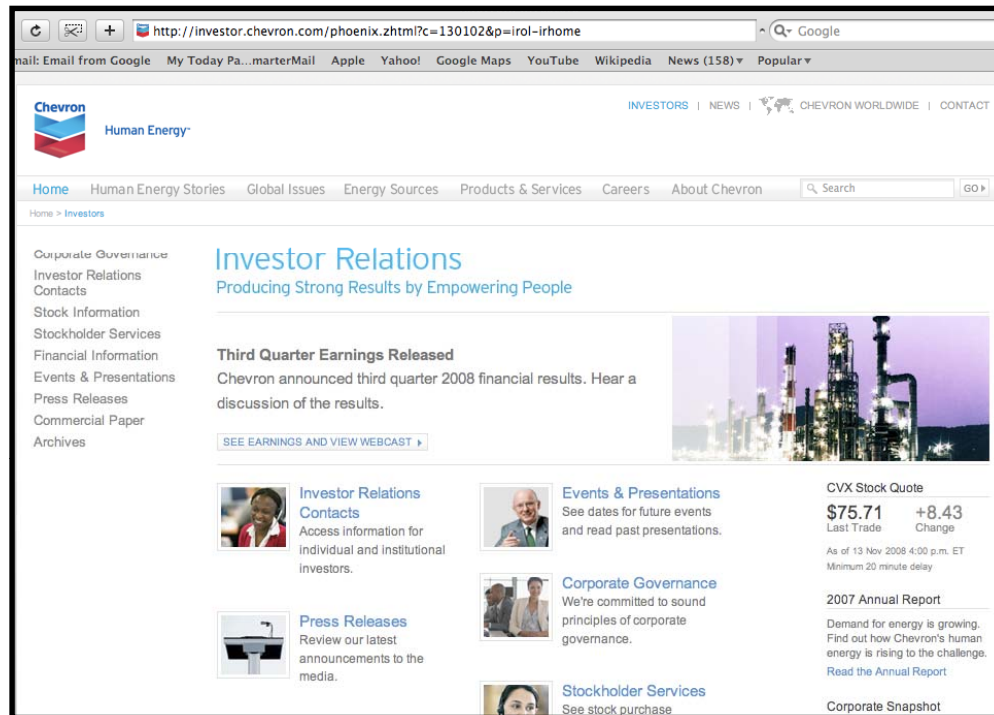 http://investor.chevron.com/phoenix.zhtml?c=130102&p=irol-irhome
Google
mail: Email from Google My Today Pa...marterMail Apple Yahoo! Google Maps YouTube Wikipedia News (158) Popular
Chevron
Human Energy™
INVESTORS | NEWS | CHEVRON WORLDWIDE | CONTACT
Home Human Energy Stories Global Issues Energy Sources Products & Services Careers About Chevron Search GO
Home > Investors
Corporate Governance
Investor Relations
Contacts
Stock Information
Stockholder Services
Financial Information
Events & Presentations
Press Releases
Commercial Paper
Archives
Investor Relations
Producing Strong Results by Empowering People
Third Quarter Earnings Released
Chevron announced third quarter 2008 financial results. Hear a
discussion of the results.
SEE EARNINGS AND VIEW WEBCAST
Investor Relations
Contacts
Access information for
individual and institutional
investors.
Press Releases
Review our latest
announcements to the
media.
Events & Presentations
See dates for future events
and read past presentations.
Corporate Governance
We're committed to sound
principles of corporate
governance.
Stockholder Services
See stock purchase
CVX Stock Quote
$75.71 +8.43
Last Trade Change
As of 13 Nov 2008 4:00 p.m. ET
Minimum 20 minute delay
2007 Annual Report
Demand for energy is growing.
Find out how Chevron's human
energy is rising to the challenge.
Read the Annual Report
Corporate Snapshot